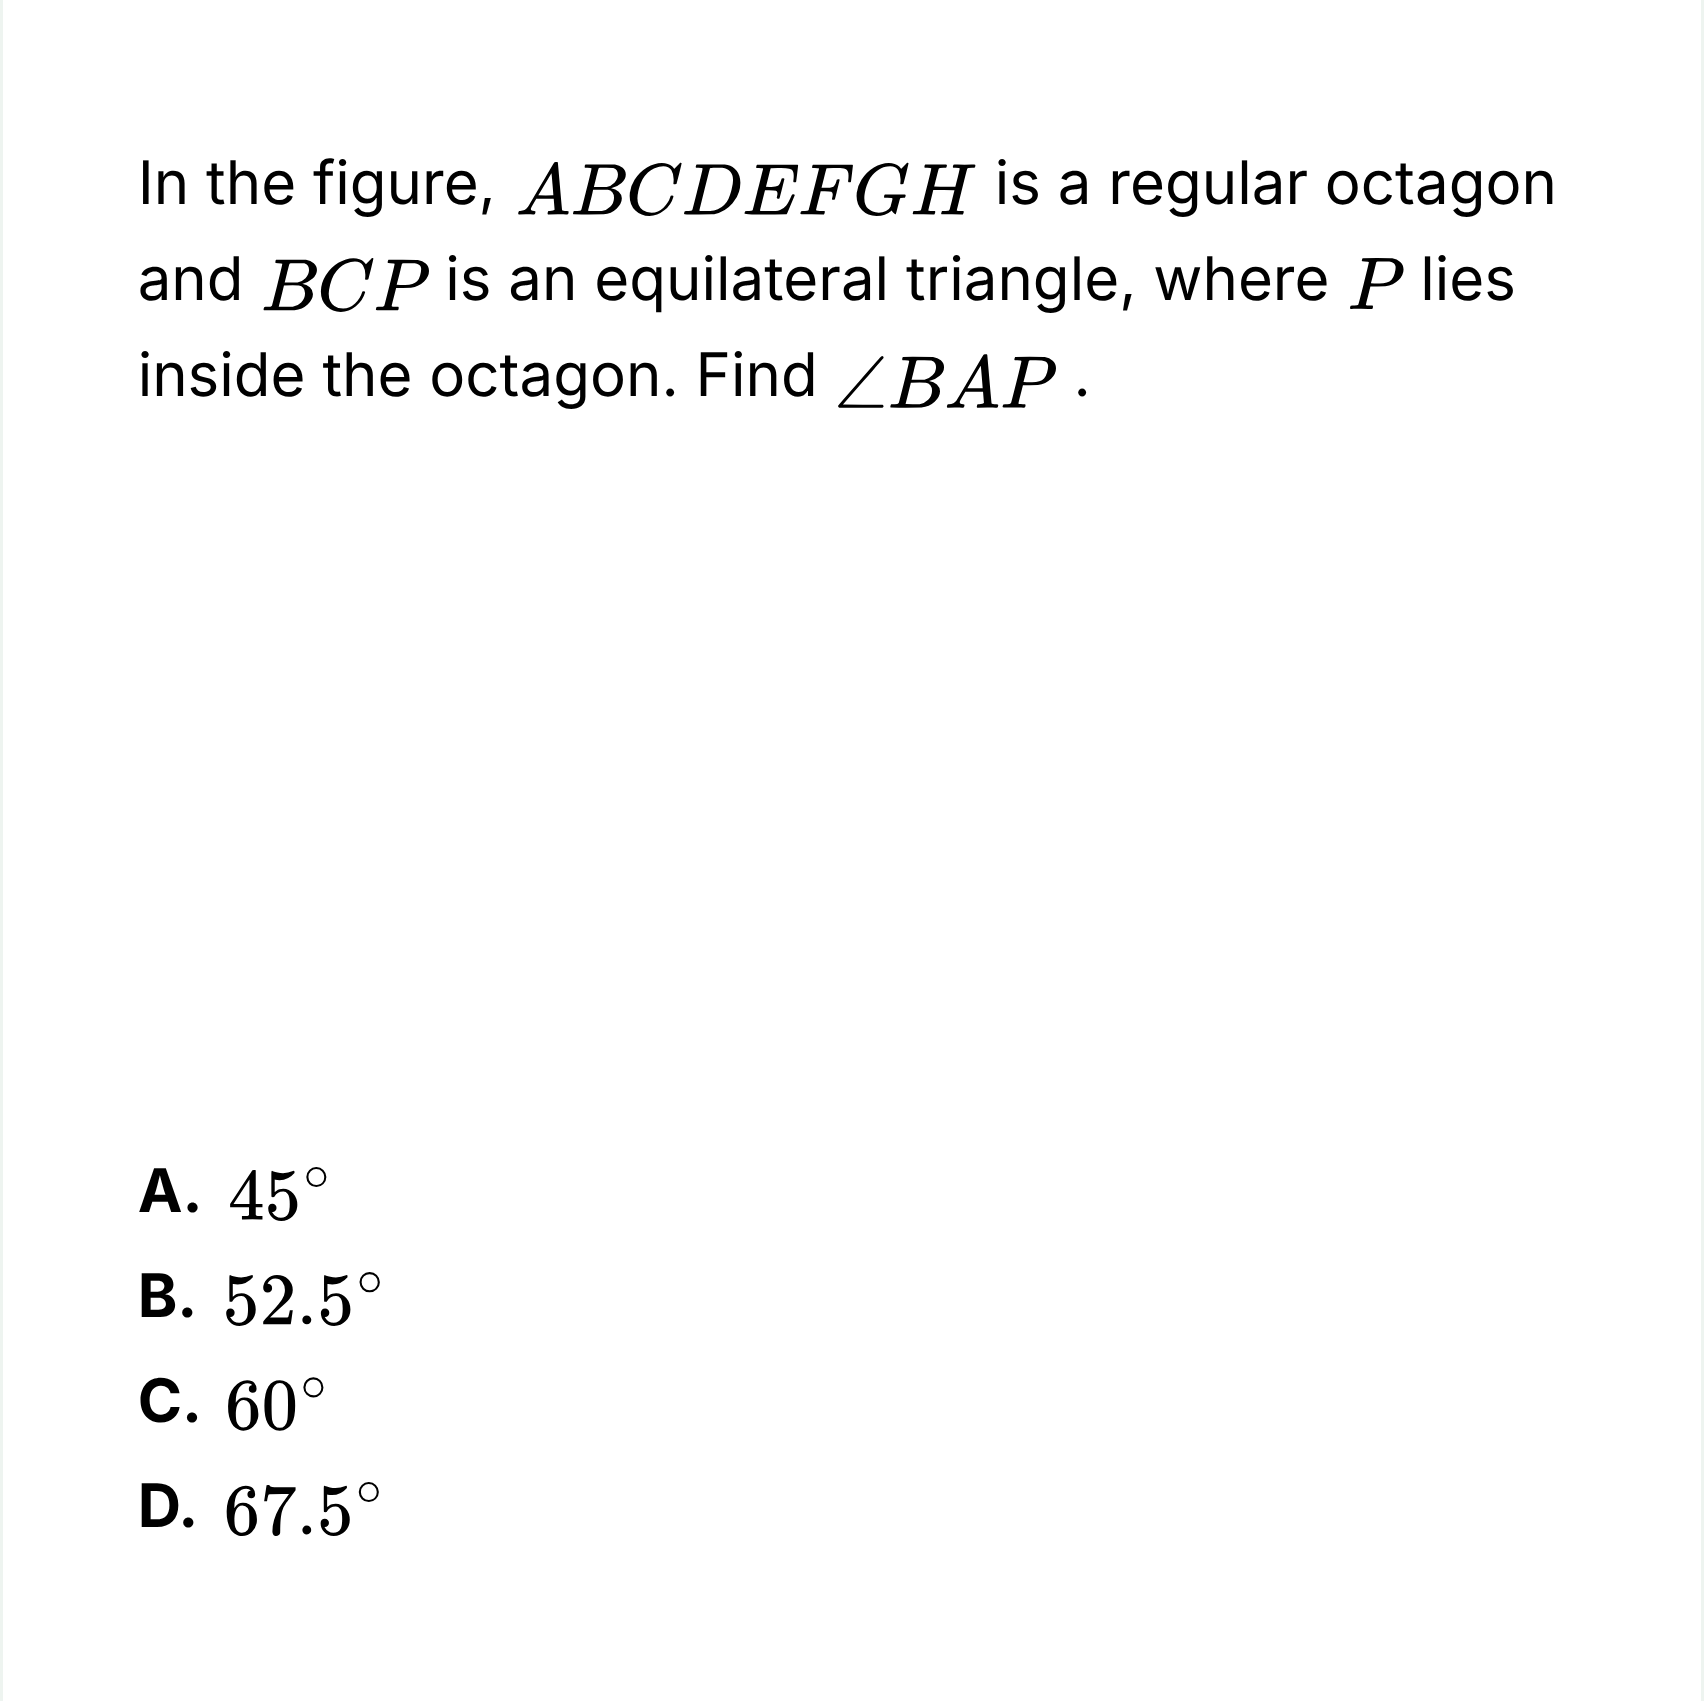 In the figure, ABCDEFGH is a regular octagon
and BCP is an equilateral triangle, where P lies
inside the octagon. Find ∠BAP .
A. 45°
B. 52.5°
C. 60°
D. 67.5°